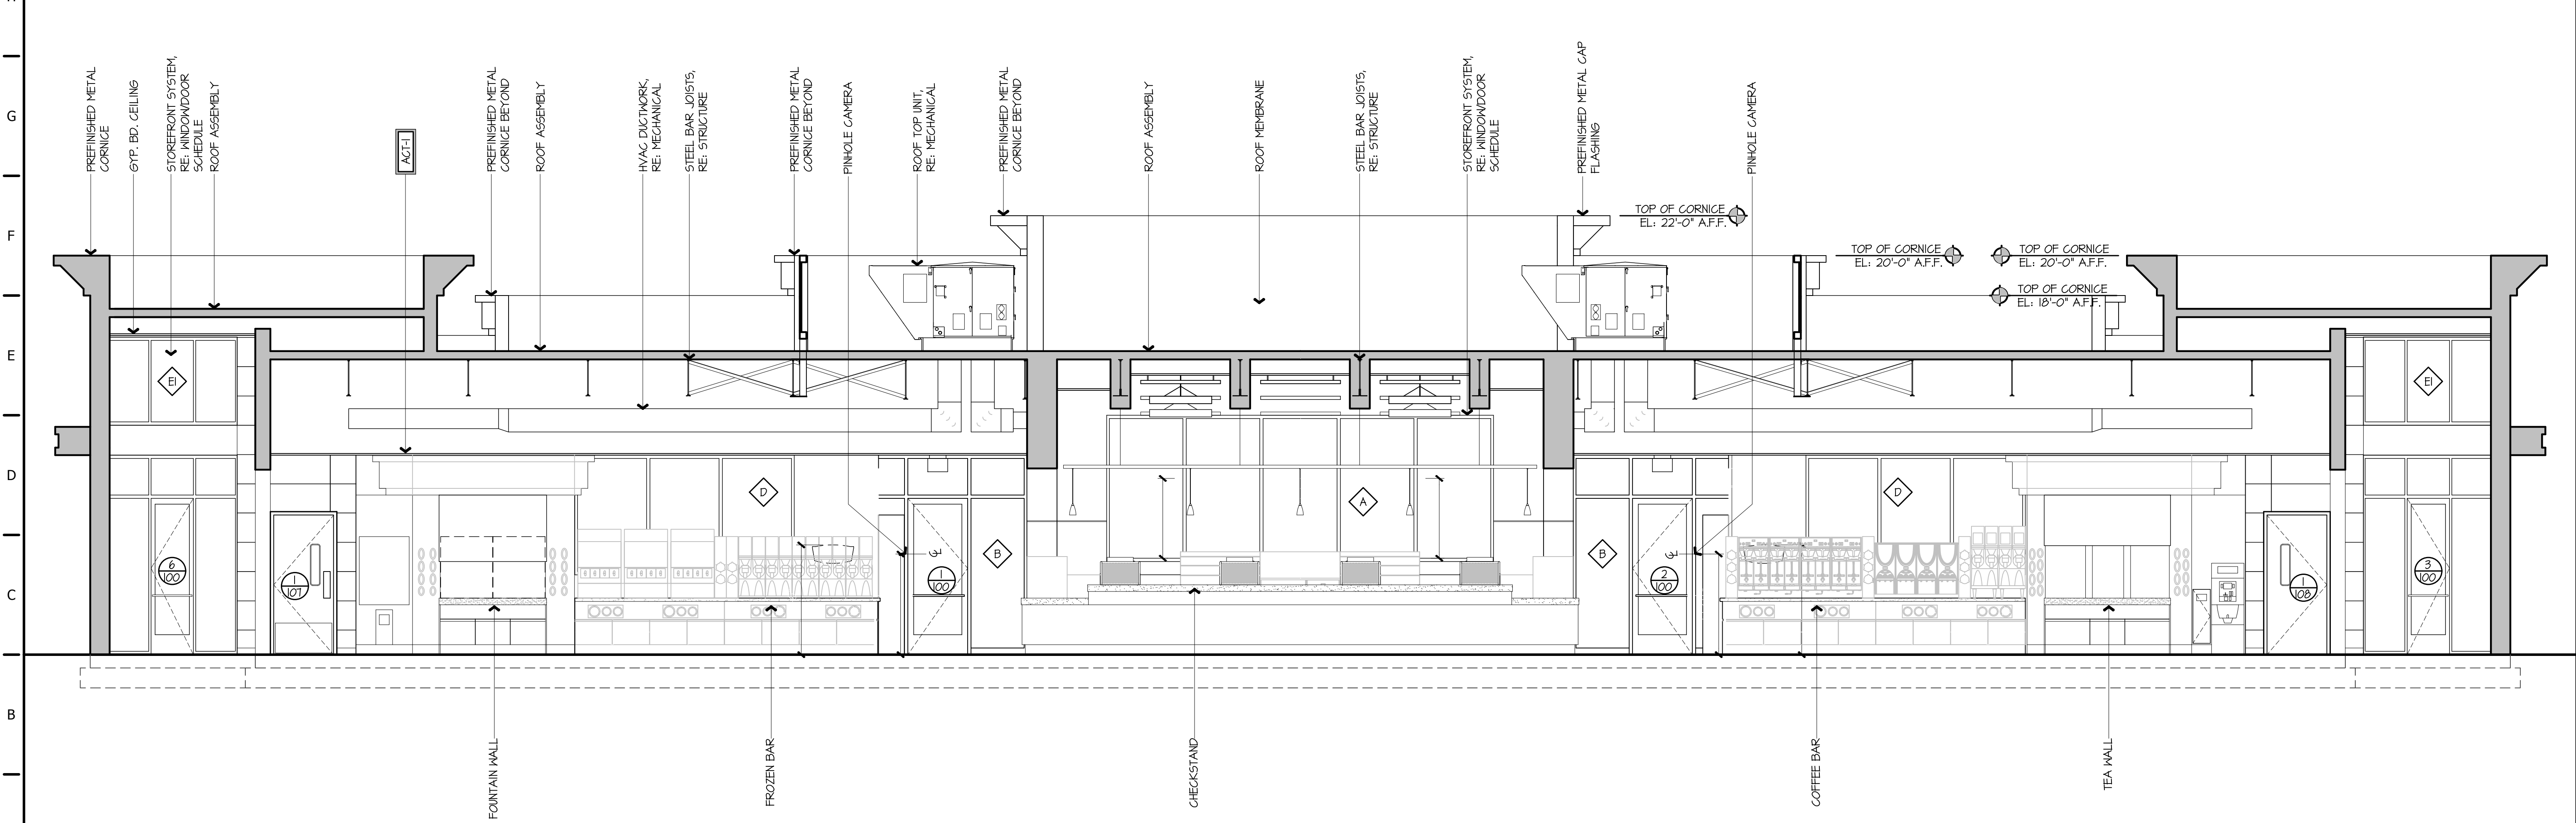 PREFINISHED METAL
CORNICE
GYP. BD. CEILING
STOREFRONT SYSTEM,
RE: WINDOW/DOOR
SCHEDULE
ROOF ASSEMBLY
ACT-1
PREFINISHED METAL
CORNICE BEYOND
ROOF ASSEMBLY
HVAC DUCTWORK,
RE: MECHANICAL
STEEL BAR JOISTS,
RE: STRUCTURE
PREFINISHED METAL
CORNICE BEYOND
PINHOLE CAMERA
ROOF TOP UNIT,
RE: MECHANICAL
PREFINISHED METAL
CORNICE BEYOND
ROOF ASSEMBLY
ROOF MEMBRANE
STEEL BAR JOISTS,
RE: STRUCTURE
STOREFRONT SYSTEM,
RE: WINDOW/DOOR
SCHEDULE
PREFINISHED METAL CAP
FLASHING
PINHOLE CAMERA
TOP OF CORNICE
EL: 22'-0" A.F.F.
TOP OF CORNICE
EL: 20'-0" A.F.F.
TOP OF CORNICE
EL: 20'-0" A.F.F.
TOP OF CORNICE
EL: 18'-0" A.F.F.
G
F
E
D
C
B
E1
E1
D
A
D
B
B
6
100
1
107
1
100
2
100
1
108
3
100
FOUNTAIN WALL
FROZEN BAR
CHECKSTAND
COFFEE BAR
TEA WALL